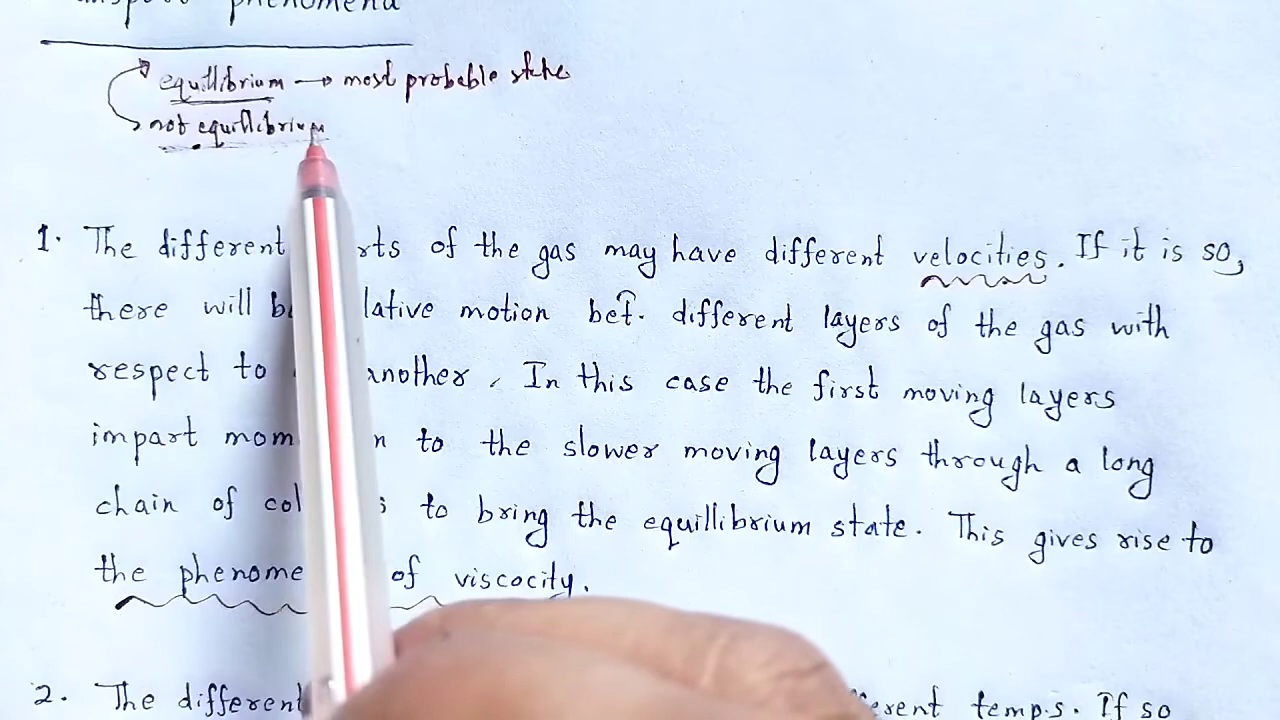 phenomena
equillibrium → most probable state
not equillibrium
1. The different rts of the gas may have different velocities. If it is so,
there will b lative motion bet. different layers of the gas with
respect to another. In this case the first moving layers
impart mom n to the slower moving layers through a long
chain of col s to bring the equillibrium state. This gives rise to
the phenome of viscocity.
2. The different erent temps. If so